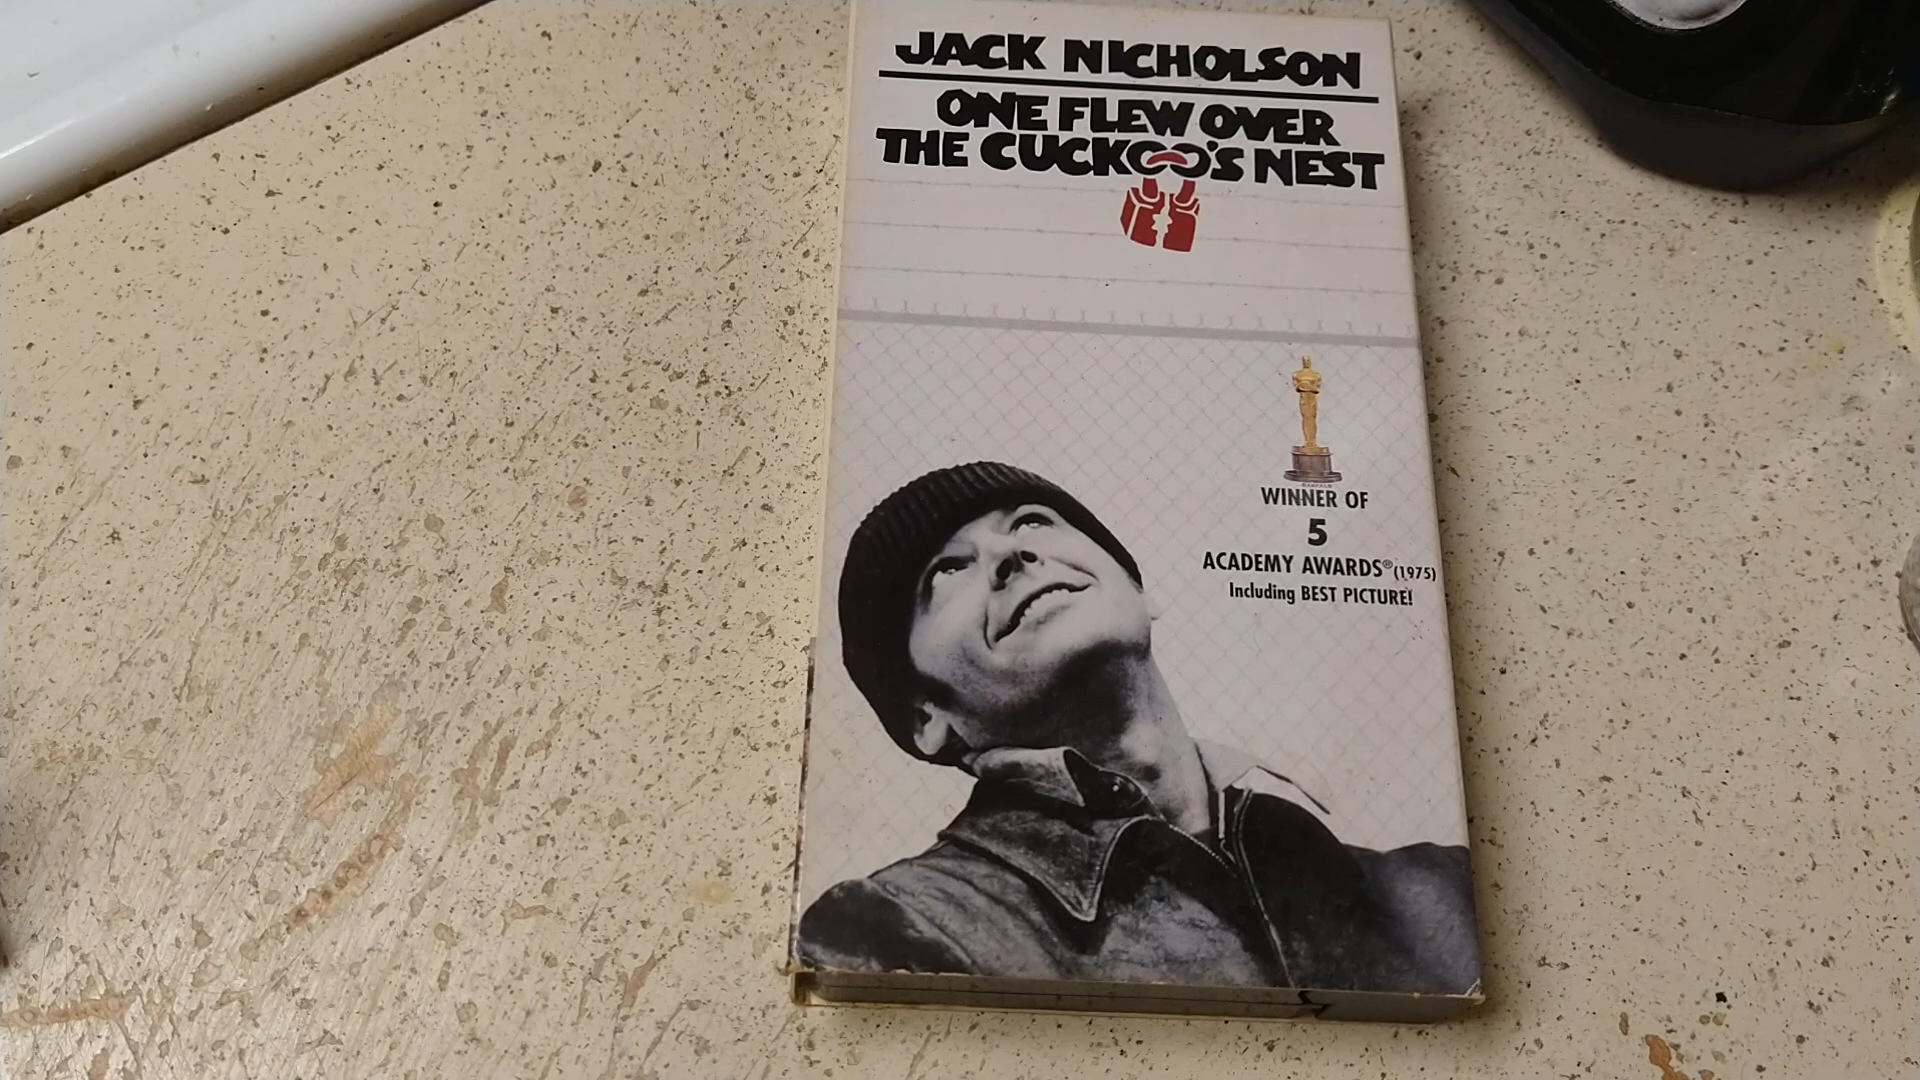 JACK NICHOLSON
ONE FLEW OVER
THE CUCKOO'S NEST
WINNER OF
5
ACADEMY AWARDS® (1975)
Including BEST PICTURE!